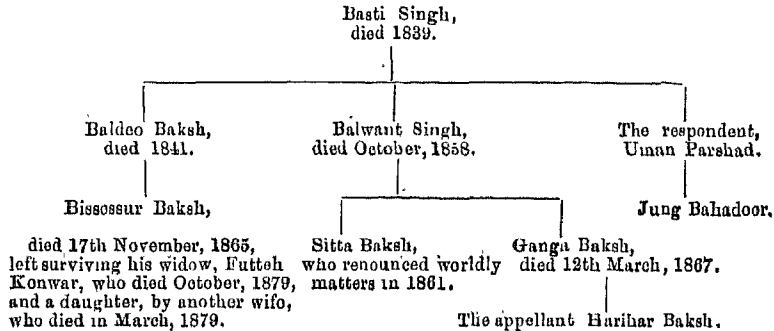 Basti Singh,
died 1839.
Baldeo Baksh,
died 1841.
Balwant Singh,
died October, 1858.
The respondent,
Uman Parshad.
Bissossur Baksh,
Jung Bahadoor.
died 17th November, 1865,
left surviving his widow, Futteh
Konwar, who died October, 1879,
and a daughter, by another wife,
who died in March, 1879.
Sitta Baksh,
who renounced worldly
matters in 1861.
Ganga Baksh,
died 12th March, 1867.
The appellant Harihar Baksh.